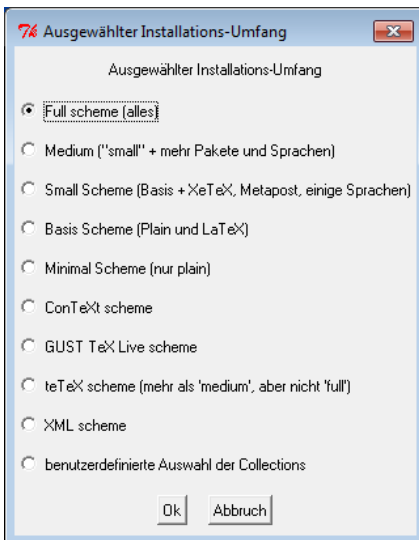 Ausgewählter Installations-Umfang
Ausgewählter Installations-Umfang
Full scheme (alles)
Medium ("small" + mehr Pakete und Sprachen)
Small Scheme (Basis + XeTeX, Metapost, einige Sprachen)
Basis Scheme (Plain und LaTeX)
Minimal Scheme (nur plain)
ConTeXt scheme
GUST TeX Live scheme
teTeX scheme (mehr als 'medium', aber nicht 'full')
XML scheme
benutzerdefinierte Auswahl der Collections
Ok Abbruch